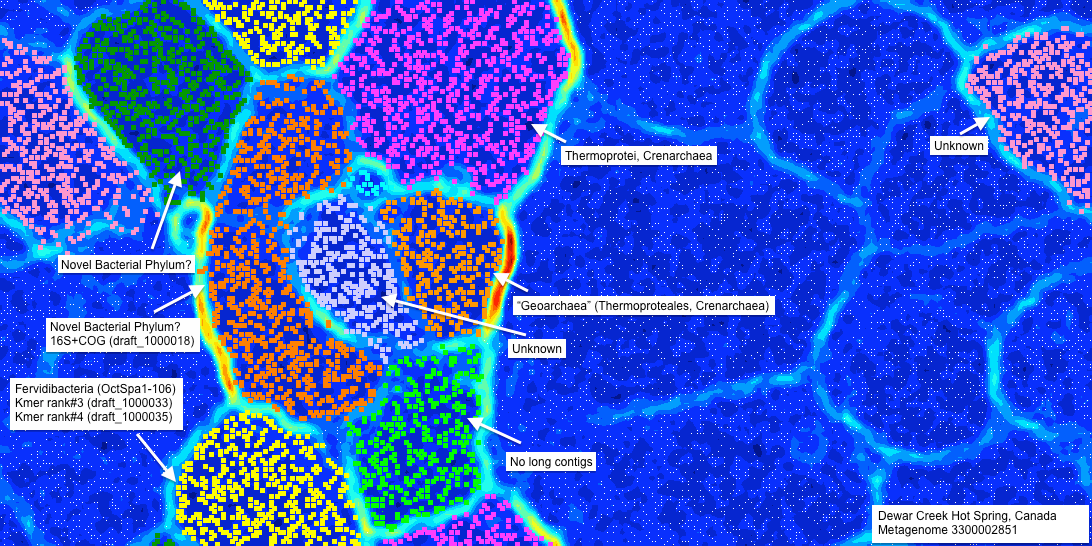 Thermoprotei, Crenarchaea
Unknown
Novel Bacterial Phylum?
"Geoarchaea" (Thermoproteales, Crenarchaea)
Novel Bacterial Phylum?
16S+COG (draft_1000018)
Unknown
Fervidibacteria (OctSpa1-106)
Kmer rank#3 (draft_1000033)
Kmer rank#4 (draft_1000035)
No long contigs
Dewar Creek Hot Spring, Canada
Metagenome 3300002851